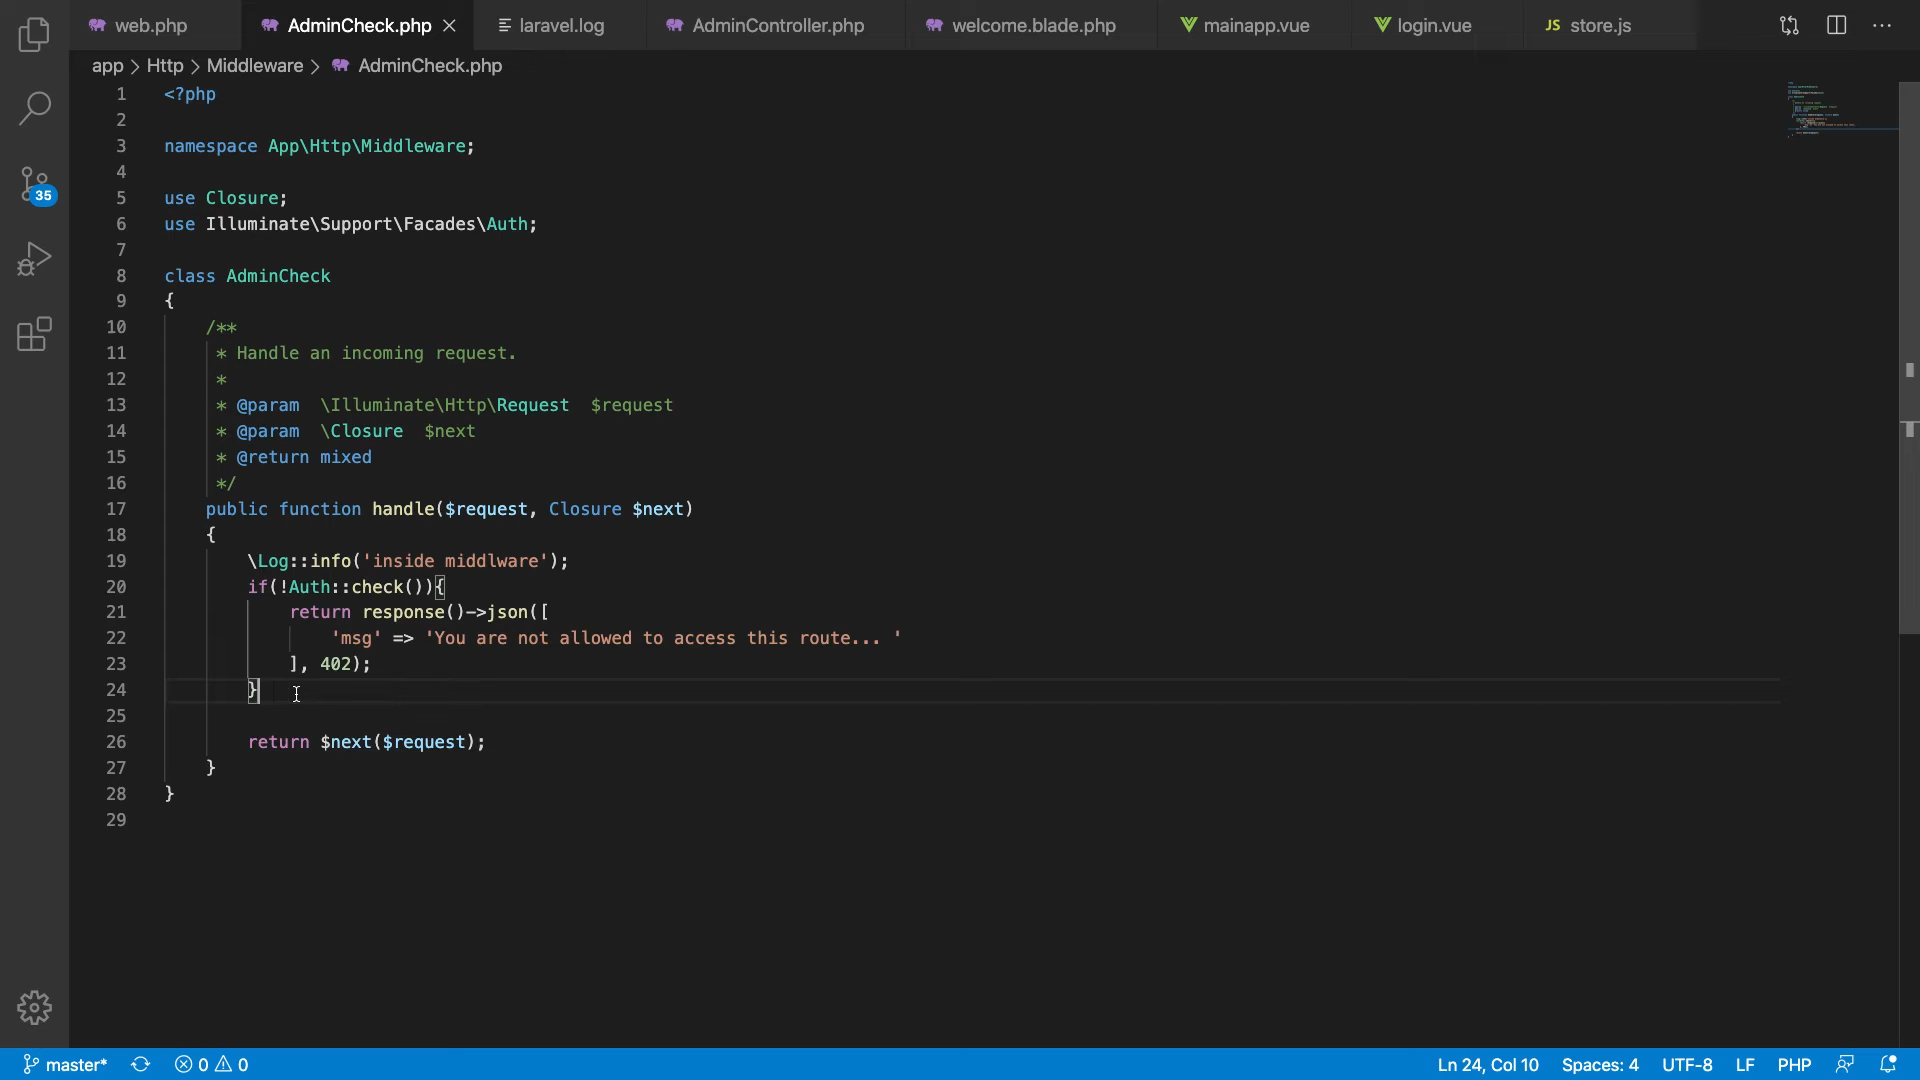 web.php AdminCheck.php laravel.log AdminController.php welcome.blade.php mainapp.vue login.vue JS store.js
app > Http > Middleware > AdminCheck.php
1 <?php
2
3 namespace App\Http\Middleware;
4
5 use Closure;
6 use Illuminate\Support\Facades\Auth;
7
8 class AdminCheck
9 {
10 /**
11 * Handle an incoming request.
12 *
13 * @param \Illuminate\Http\Request $request
14 * @param \Closure $next
15 * @return mixed
16 */
17 public function handle($request, Closure $next)
18 {
19 \Log::info('inside middlware');
20 if(!Auth::check()){
21 return response()->json([
22 'msg' => 'You are not allowed to access this route... '
23 ], 402);
24 }
25
26 return $next($request);
27 }
28 }
29
35
master* 0 0 Ln 24, Col 10 Spaces: 4 UTF-8 LF PHP